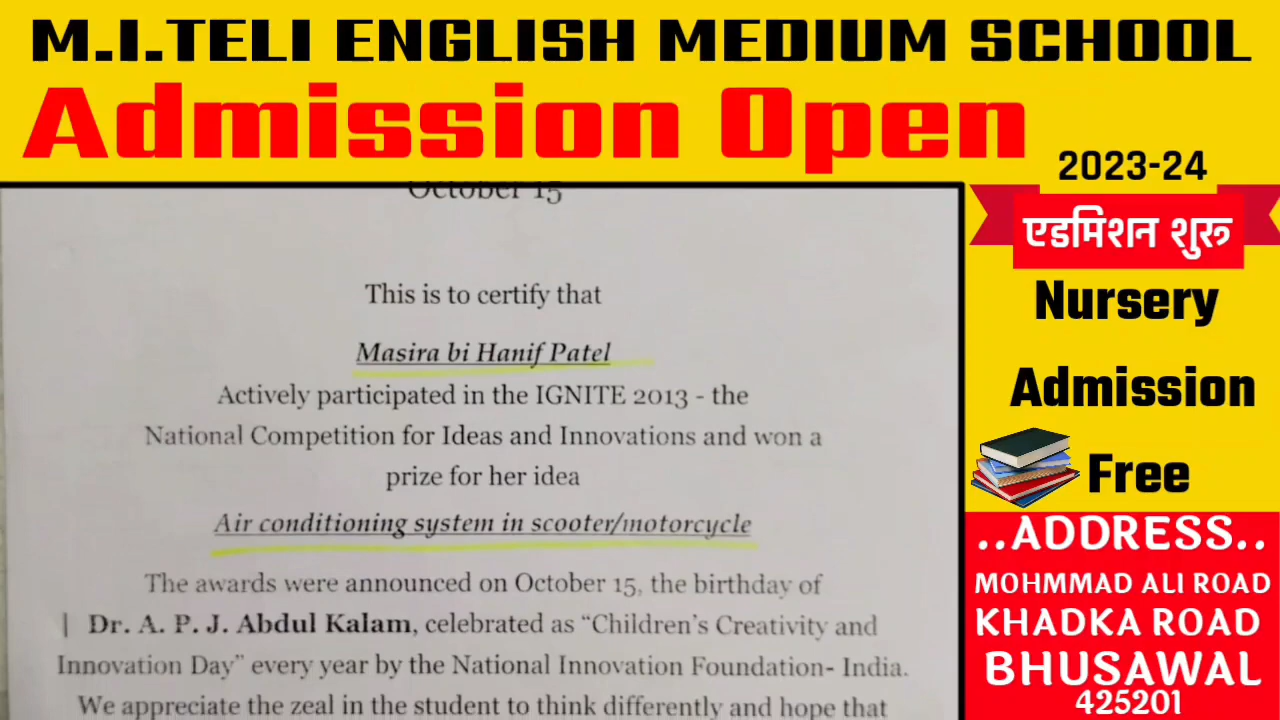 M.I.TELI ENGLISH MEDIUM SCHOOL
Admission Open
2023-24
एडमिशन शुरू
Nursery
Admission
Free
..ADDRESS..
MOHMMAD ALI ROAD
KHADKA ROAD
BHUSAWAL
425201
October 15
This is to certify that
Masira bi Hanif Patel
Actively participated in the IGNITE 2013 - the
National Competition for Ideas and Innovations and won a
prize for her idea
Air conditioning system in scooter/motorcycle
The awards were announced on October 15, the birthday of
| Dr. A. P. J. Abdul Kalam, celebrated as “Children’s Creativity and
Innovation Day” every year by the National Innovation Foundation- India.
We appreciate the zeal in the student to think differently and hope that